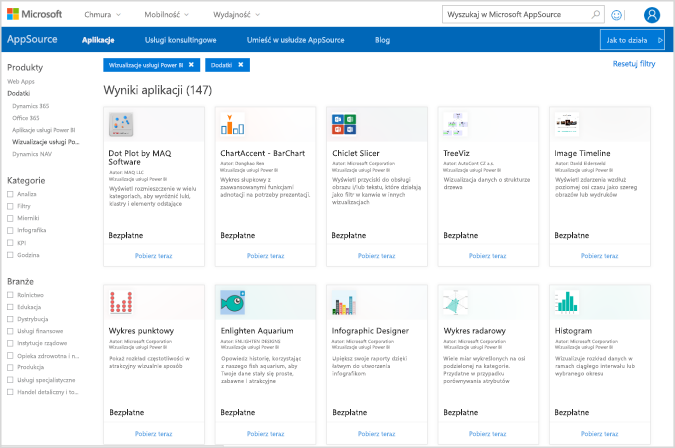 Microsoft
Chmura
Mobilność
Wydajność
Wyszukaj w Microsoft AppSource
AppSource
Aplikacje
Usługi konsultingowe
Umieść w usłudze AppSource
Blog
Jak to działa
Produkty
Web Apps
Dodatki
Dynamics 365
Office 365
Aplikacje usługi Power BI
Wizualizacje usługi Po...
Dynamics NAV
Kategorie
Analiza
Filtry
Mierniki
Infografika
KPI
Godzina
Branże
Rolnictwo
Edukacja
Dystrybucja
Usługi finansowe
Instytucje rządowe
Opieka zdrowotna i n...
Produkcja
Usługi specjalistyczne
Handel detaliczny i to...
Wizualizacje usługi Power BI ✖
Dodatki ✖
Resetuj filtry
Wyniki aplikacji (147)
Dot Plot by MAQ
Software
Autor: MAQ LLC
Wizualizacje usługi Power BI
Wyświetl rozmieszczenie w wielu
kategoriach, aby wyróżnić luki,
klastry i elementy odstające
Bezpłatne
Pobierz teraz
ChartAccent - BarChart
Autor: Dongkao Ren
Wizualizacje usługi Power BI
Wykres słupkowy z
zaawansowanymi funkcjami
adnotacji na potrzeby prezentacji.
Bezpłatne
Pobierz teraz
Chiclet Slicer
Autor: Microsoft Corporation
Wizualizacje usługi Power BI
Wyświetl przyciski do obsługi
obrazu i/lub tekstu, które działają
jako filtr w kanwie w innych
wizualizacjach
Bezpłatne
Pobierz teraz
TreeViz
Autor: AutoCont CZ a.s.
Wizualizacje usługi Power BI
Wizualizacja danych o strukturze
drzewa
Bezpłatne
Pobierz teraz
Image Timeline
Wizualizacje usługi Power BI
Wyświetl zdarzenia wzdłuż
poziomej osi czasu jako szereg
obrazów lub wydruków
Bezpłatne
Pobierz teraz
Wykres punktowy
Autor: Microsoft Corporation
Wizualizacje usługi Power BI
Pokaż rozkład częstotliwości w
atrakcyjny wizualnie sposób
Bezpłatne
Pobierz teraz
Enlighten Aquarium
Autor: ENLIGHTEN DESIGNS
Wizualizacje usługi Power BI
Opowiesz historię, korzystając
z naszego fish aquarium, aby
Twoje dane stały się proste,
zabawne i atrakcyjne
Bezpłatne
Pobierz teraz
Infographic Designer
Autor: Microsoft Corporation
Wizualizacje usługi Power BI
Upiększ swoje raporty dzięki
łatwym do utworzenia
infografikom
Bezpłatne
Pobierz teraz
Wykres radarowy
Autor: Microsoft Corporation
Wizualizacje usługi Power BI
Wiele miar wykreślonych na osi
podzielonej na kategorie.
Przydatne w przypadku
porównywania atrybutów
Bezpłatne
Pobierz teraz
Histogram
Autor: Microsoft Corporation
Wizualizacje usługi Power BI
Wizualizuje rozkład danych w
ramach ciągłego interwału lub
wybranego okresu
Bezpłatne
Pobierz teraz